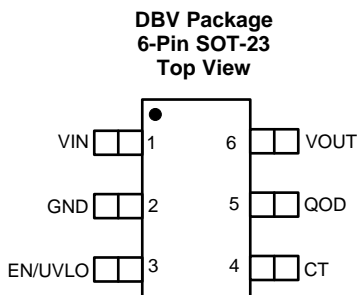 DBV Package
6-Pin SOT-23
Top View
VIN 1 6 VOUT
GND 2 5 QOD
EN/UVLO 3 4 CT